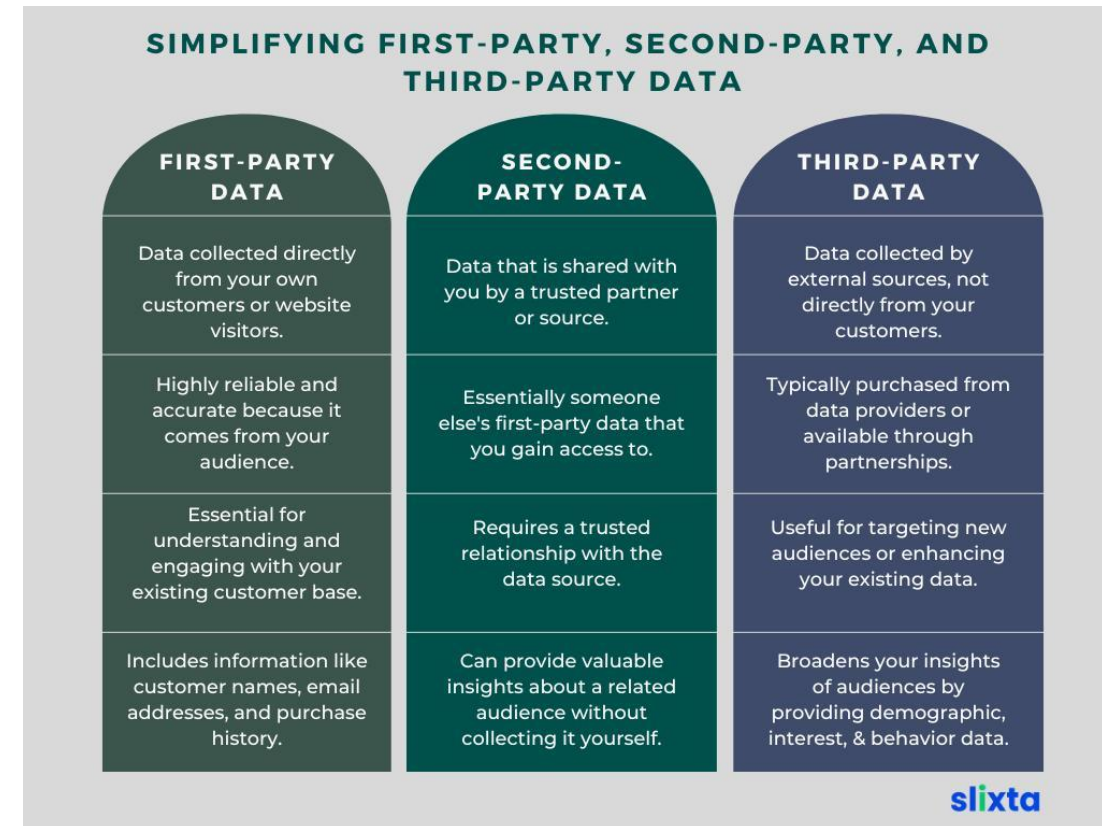 SIMPLIFYING FIRST-PARTY, SECOND-PARTY, AND
THIRD-PARTY DATA
FIRST-PARTY
DATA
Data collected directly
from your own
customers or website
visitors.
Highly reliable and
accurate because it
comes from your
audience.
Essential for
understanding and
engaging with your
existing customer base.
Includes information like
customer names, email
addresses, and purchase
history.
SECOND-
PARTY DATA
Data that is shared with
you by a trusted partner
or source.
Essentially someone
else's first-party data that
you gain access to.
Requires a trusted
relationship with the
data source.
Can provide valuable
insights about a related
audience without
collecting it yourself.
THIRD-PARTY
DATA
Data collected by
external sources, not
directly from your
customers.
Typically purchased from
data providers or
available through
partnerships.
Useful for targeting new
audiences or enhancing
your existing data.
Broadens your insights
of audiences by
providing demographic,
interest, & behavior data.
slixta